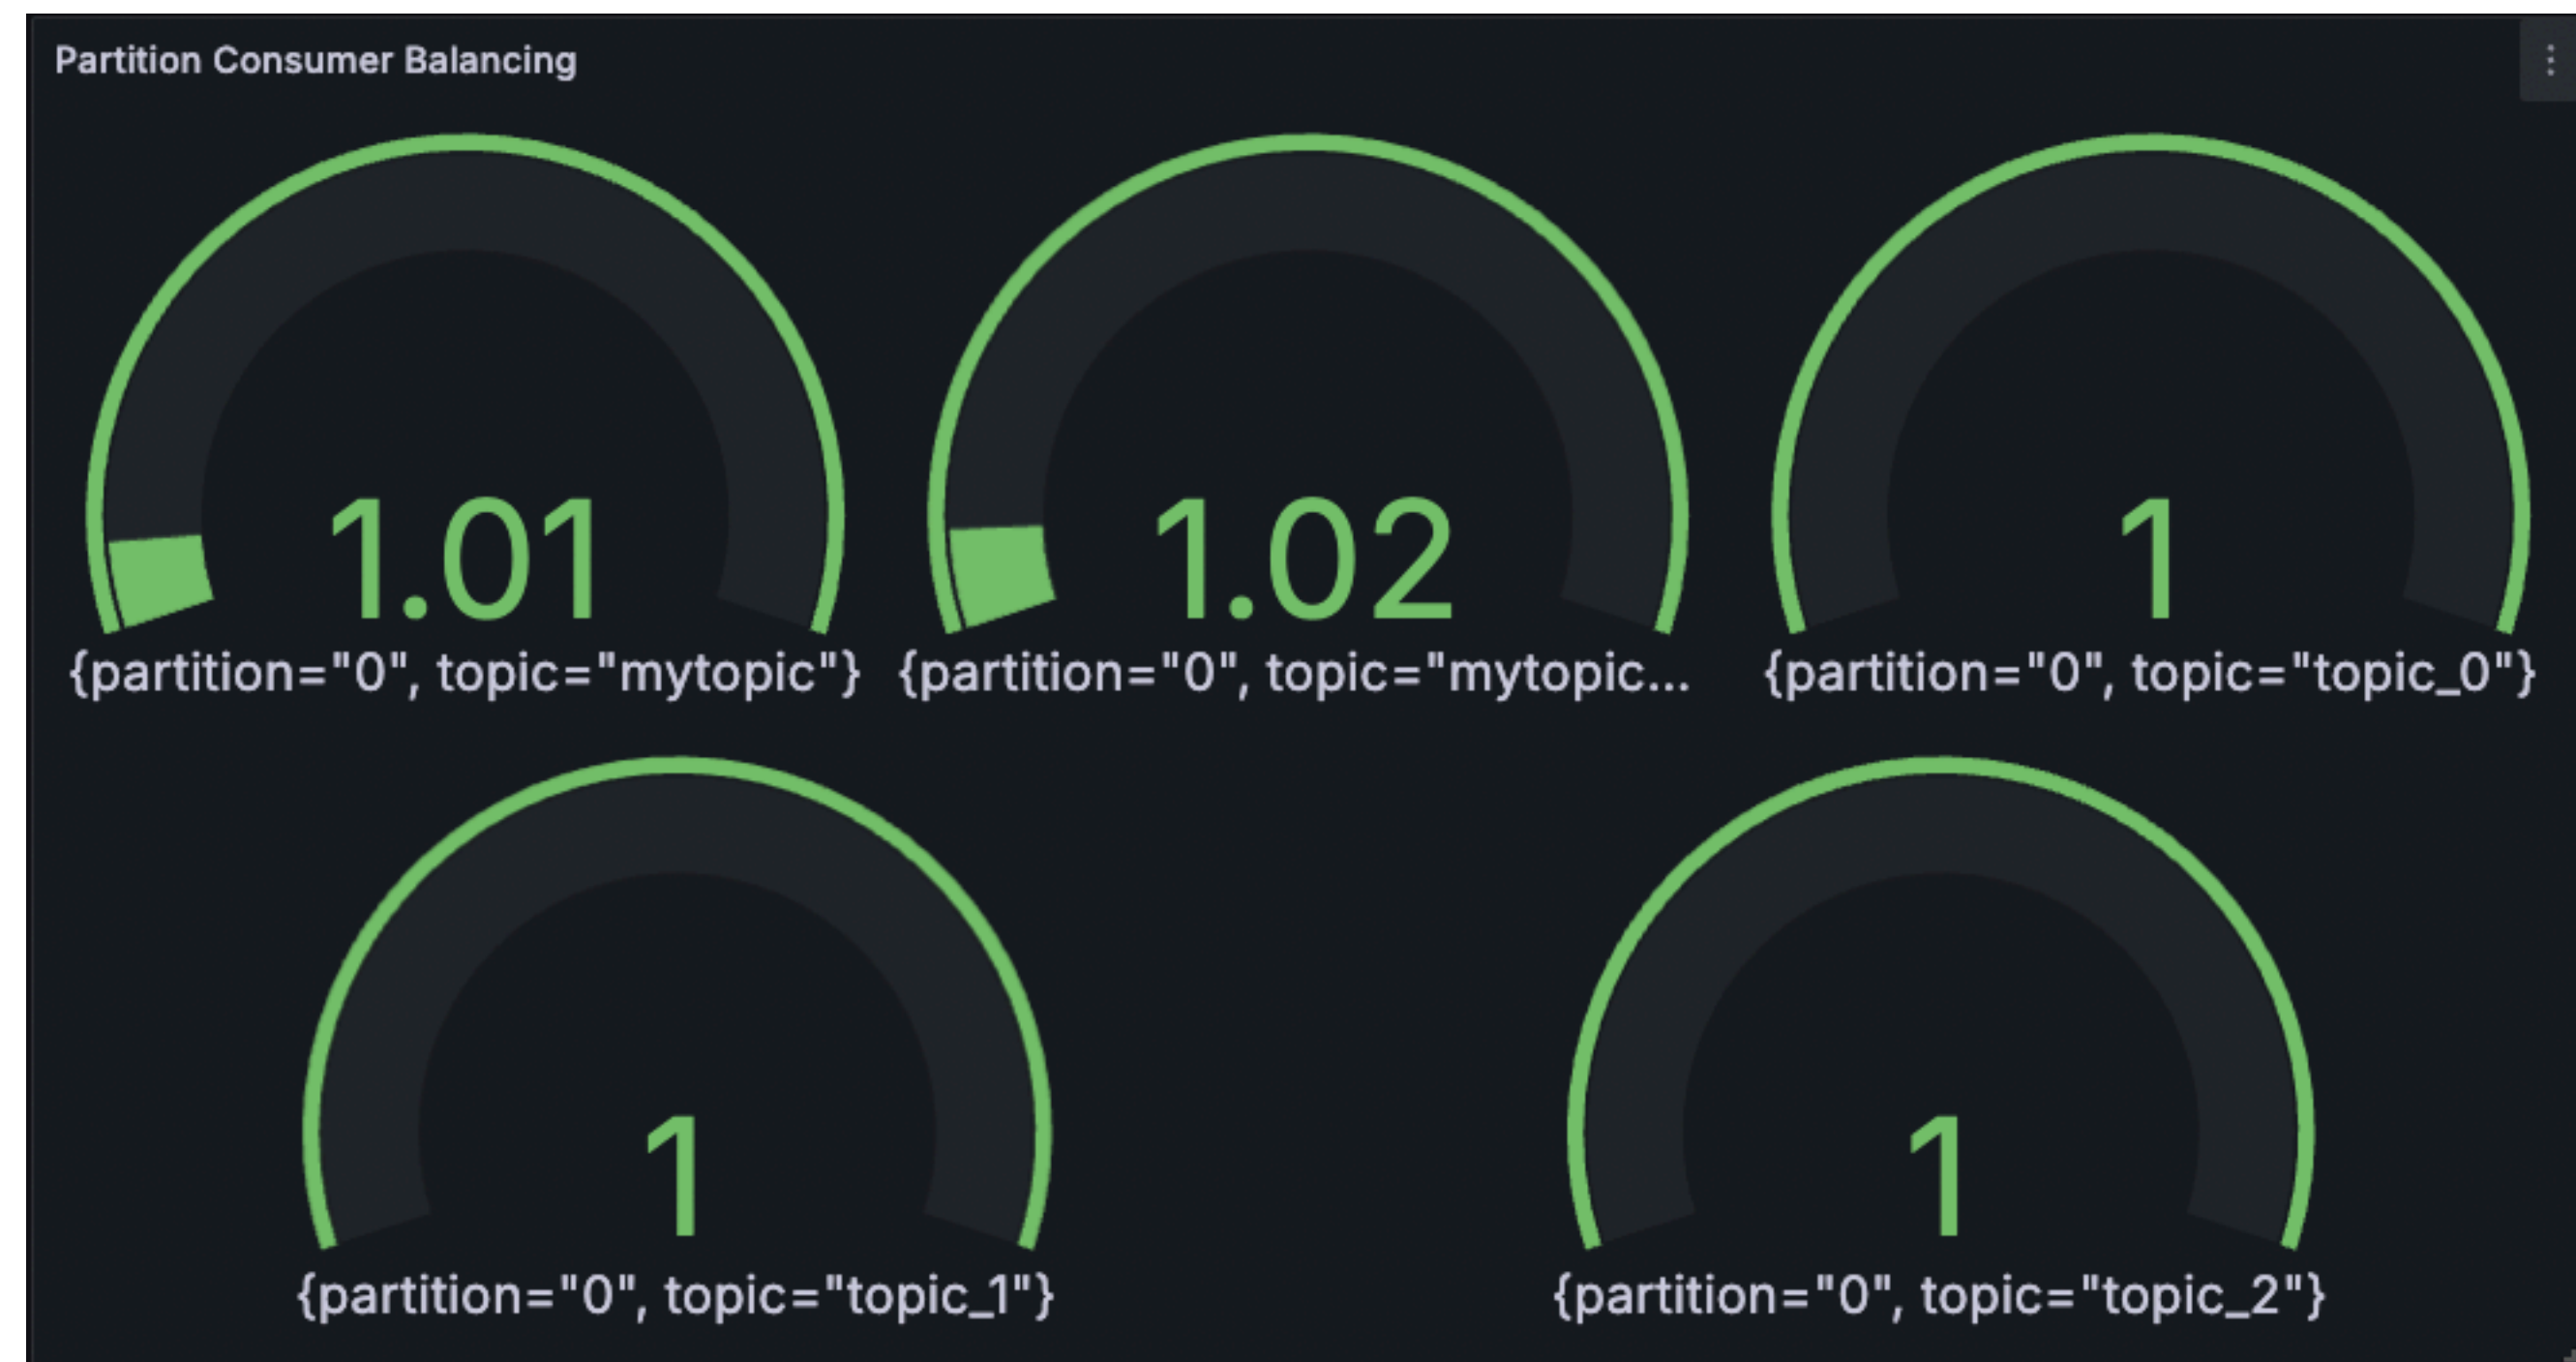 Partition Consumer Balancing
1.01
1.02
1
{partition="0", topic="mytopic"}
{partition="0", topic="mytopic...
{partition="0", topic="topic_0"}
1
1
{partition="0", topic="topic_1"}
{partition="0", topic="topic_2"}